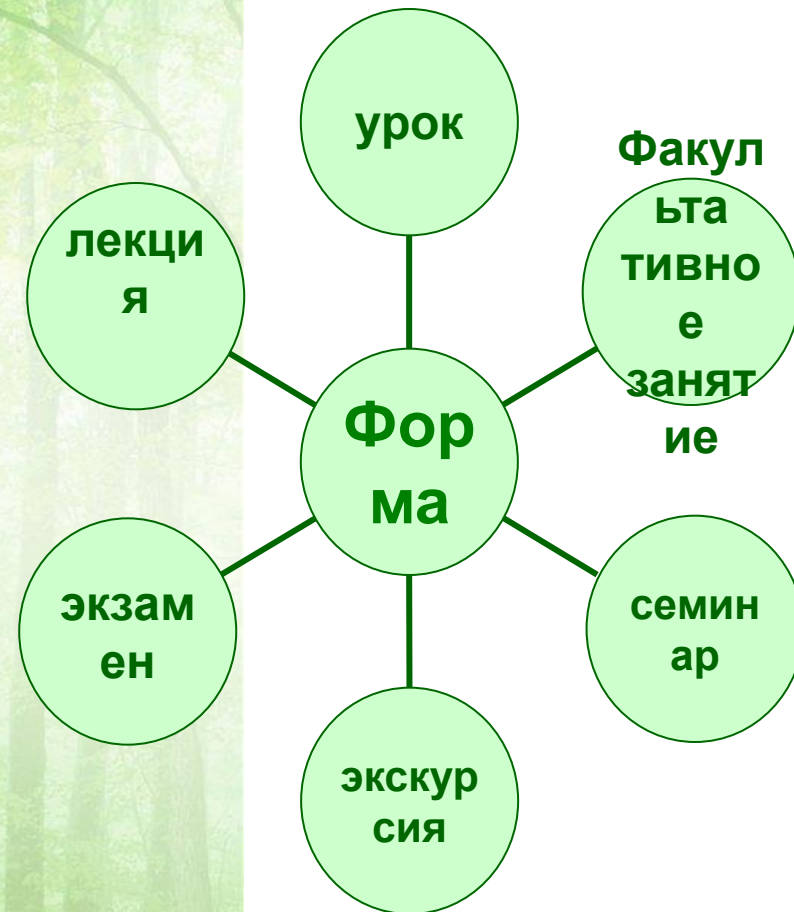 урок
Факул
ьта
тивно
е
занят
ие
лекци
я
Фор
ма
экзам
ен
семин
ар
экскур
сия